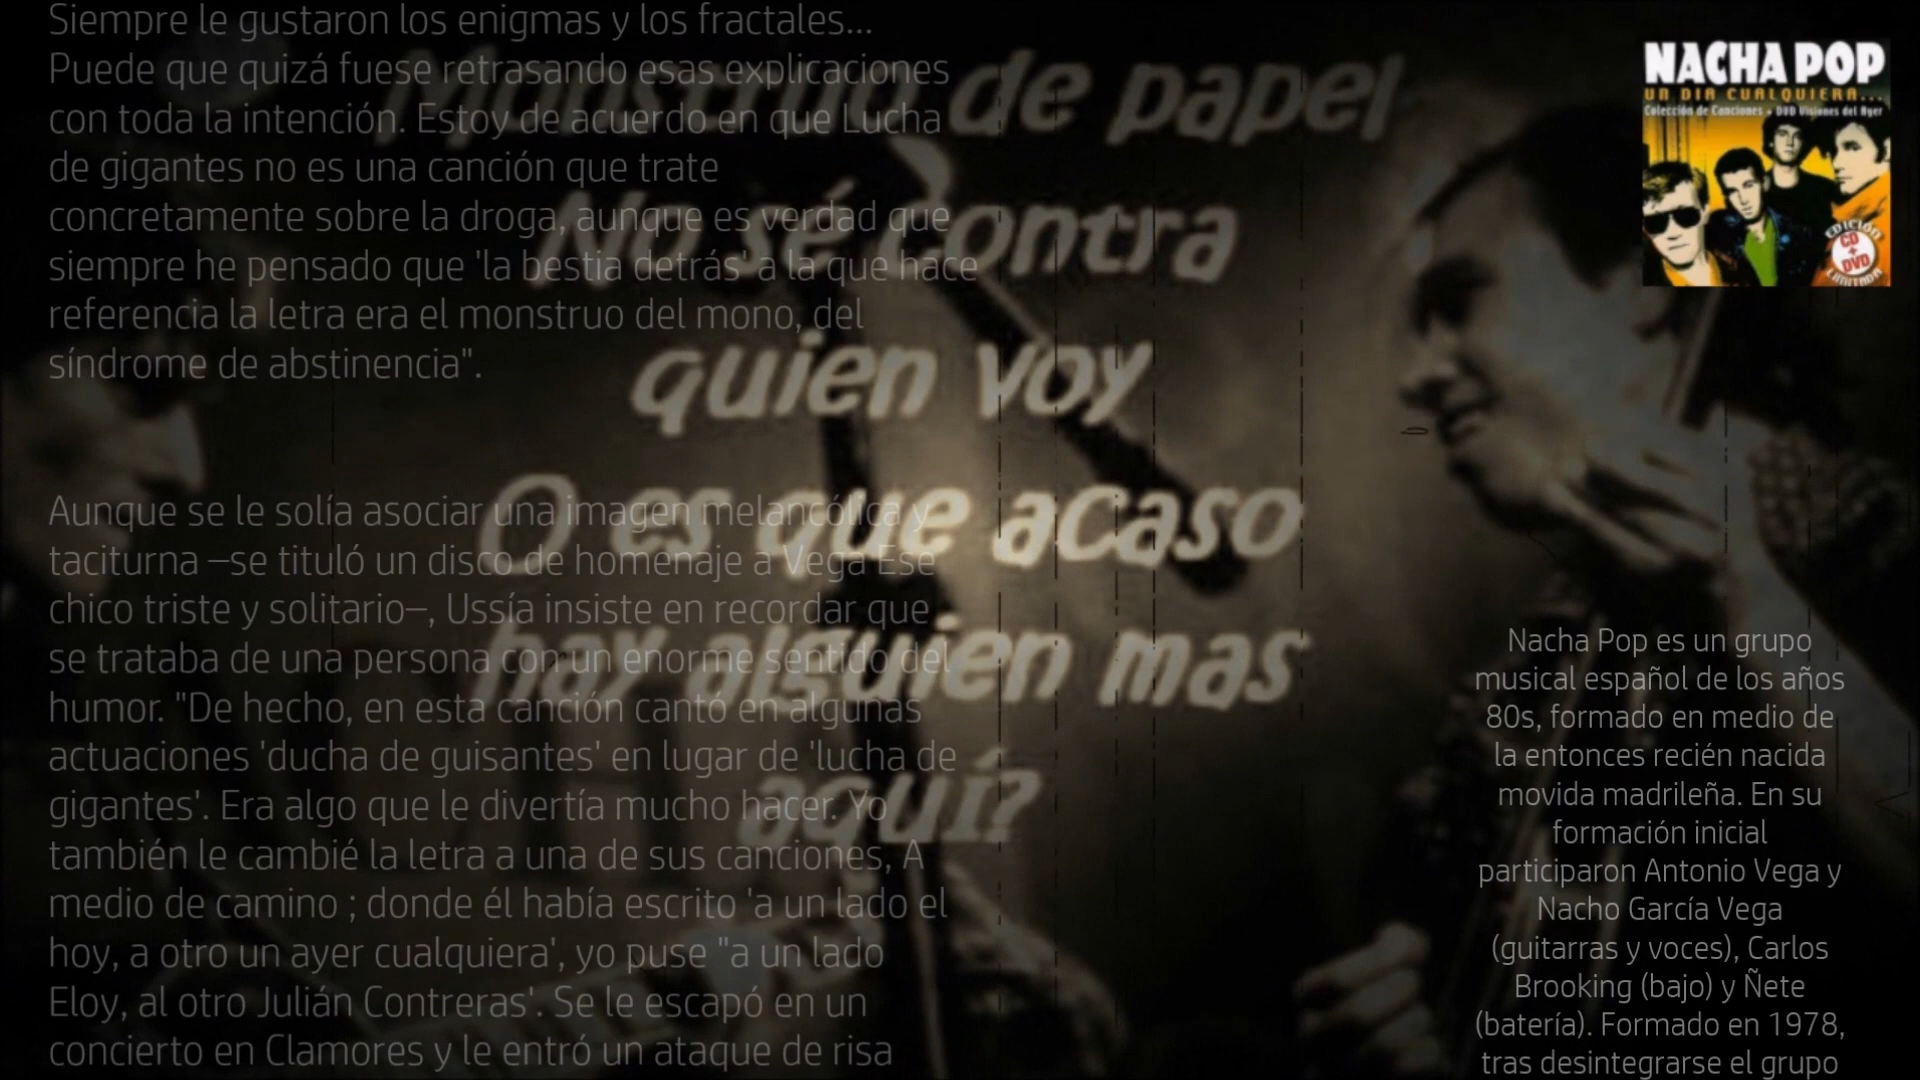 Siempre le gustaron los enigmas y los fractales...
Puede que quizá fuese retrasando esas explicaciones
con toda la intención. Estoy de acuerdo en que Lucha
de gigantes no es una canción que trate
concretamente sobre la droga, aunque es verdad que
siempre he pensado que 'la bestia detrás' a la que hace
referencia la letra era el monstruo del mono, del
síndrome de abstinencia".
Aunque se le solía asociar una imagen melancólica y
taciturna —se tituló un disco de homenaje a Vega Ese
chico triste y solitario—, Ussía insiste en recordar que
se trataba de una persona con un enorme sentido del
humor. "De hecho, en esta canción cantó en algunas
actuaciones 'ducha de guisantes' en lugar de 'lucha de
gigantes'. Era algo que le divertía mucho hacer. Yo
también le cambié la letra a una de sus canciones, A
medio de camino ; donde él había escrito 'a un lado el
hoy, a otro un ayer cualquiera', yo puse "a un lado
Eloy, al otro Julián Contreras'. Se le escapó en un
concierto en Clamores y le entró un ataque de risa
Monstruo de papel
No sé contra
quien voy
O es que acaso
hay alguien mas
aquí?
NACHA POP
UN DIA CUALQUIERA...
Colección de Canciones + DVD Visiones del Ayer
EDICIÓN
CD
+
DVD
LIMITADA
Nacha Pop es un grupo
musical español de los años
80s, formado en medio de
la entonces recién nacida
movida madrileña. En su
formación inicial
participaron Antonio Vega y
Nacho García Vega
(guitarras y voces), Carlos
Brooking (bajo) y Ñete
(batería). Formado en 1978,
tras desintegrarse el grupo